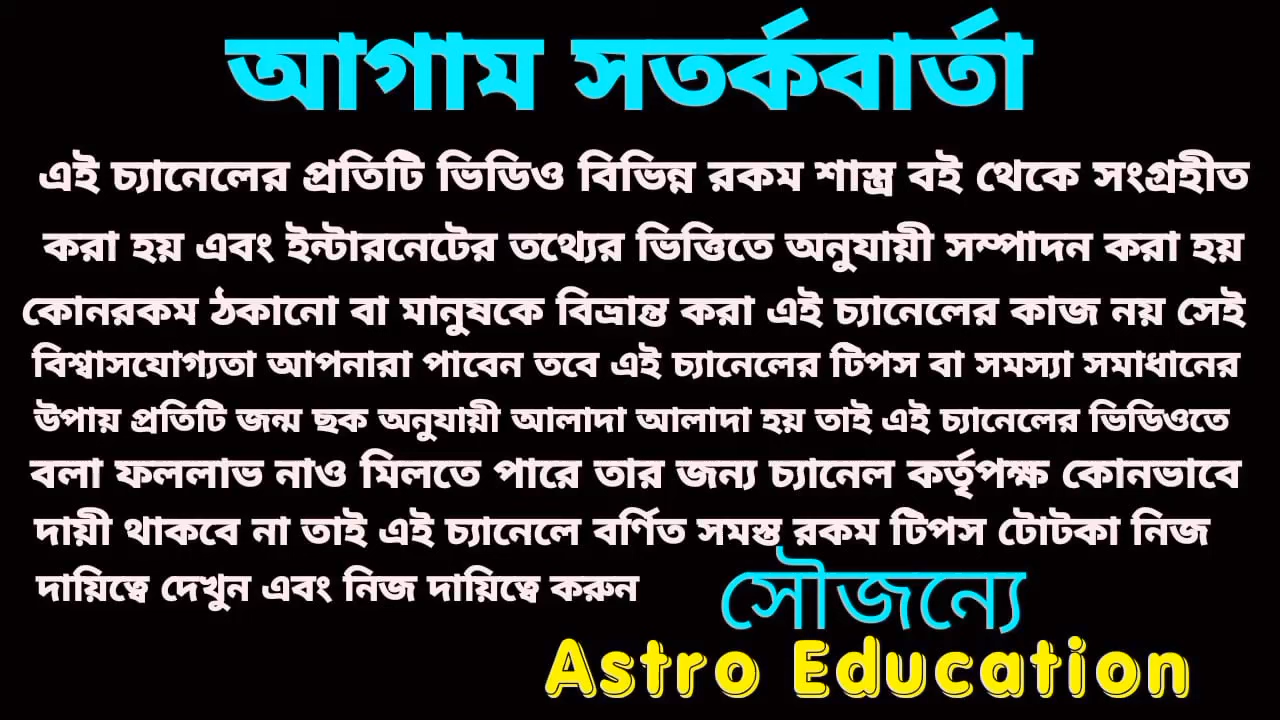 আগাম সতর্কবার্তা
এই চ্যানেলের প্রতিটি ভিডিও বিভিন্ন রকম শাস্ত্র বই থেকে সংগ্রহীত
করা হয় এবং ইন্টারনেটের তথ্যের ভিত্তিতে অনুযায়ী সম্পাদন করা হয়
কোনরকম ঠকানো বা মানুষকে বিভ্রান্ত করা এই চ্যানেলের কাজ নয় সেই
বিশ্বাসযোগ্যতা আপনারা পাবেন তবে এই চ্যানেলের টিপস বা সমস্যা সমাধানের
উপায় প্রতিটি জন্ম ছক অনুযায়ী আলাদা আলাদা হয় তাই এই চ্যানেলের ভিডিওতে
বলা ফললাভ নাও মিলতে পারে তার জন্য চ্যানেল কর্তৃপক্ষ কোনভাবে
দায়ী থাকবে না তাই এই চ্যানেলে বর্ণিত সমস্ত রকম টিপস টোটকা নিজ
দায়িত্বে দেখুন এবং নিজ দায়িত্বে করুন
সৌজন্যে
Astro Education